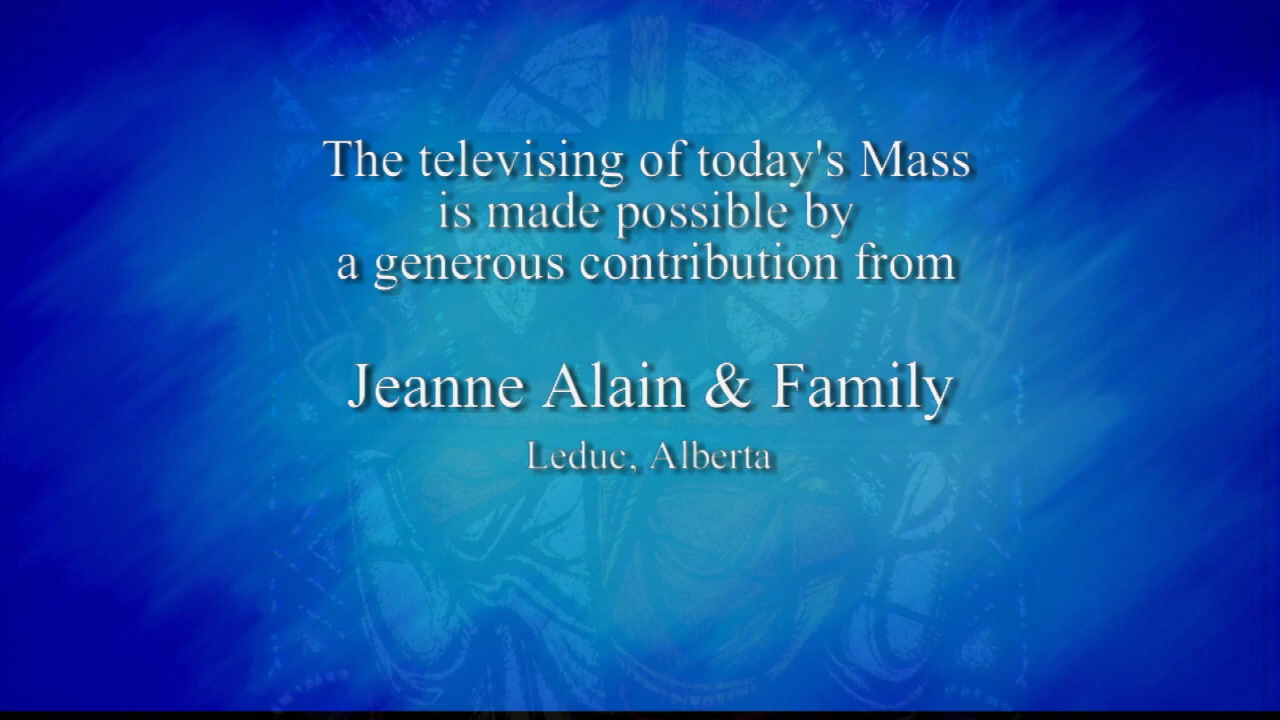 The televising of today's Mass
is made possible by
a generous contribution from
Jeanne Alain & Family
Leduc, Alberta